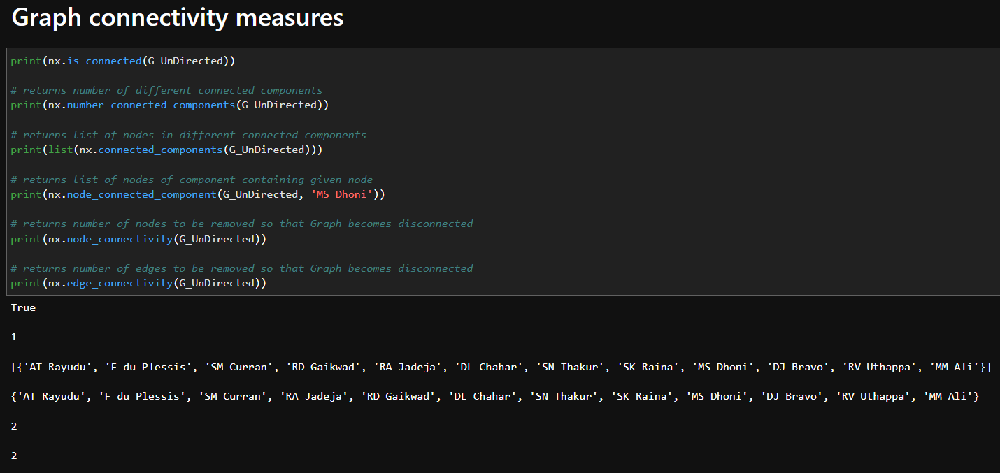 Graph connectivity measures
print(nx.is_connected(G_UnDirected))
# returns number of different connected components
print(nx.number_connected_components(G_UnDirected))
# returns list of nodes in different connected components
print(list(nx.connected_components(G_UnDirected)))
# returns list of nodes of component containing given node
print(nx.node_connected_component(G_UnDirected, 'MS Dhoni'))
# returns number of nodes to be removed so that Graph becomes disconnected
print(nx.node_connectivity(G_UnDirected))
# returns number of edges to be removed so that Graph becomes disconnected
print(nx.edge_connectivity(G_UnDirected))
True
1
[{'AT Rayudu', 'F du Plessis', 'SM Curran', 'RD Gaikwad', 'RA Jadeja', 'DL Chahar', 'SN Thakur', 'SK Raina', 'MS Dhoni', 'DJ Bravo', 'RV Uthappa', 'MM Ali'}]
{'AT Rayudu', 'F du Plessis', 'SM Curran', 'RA Jadeja', 'RD Gaikwad', 'DL Chahar', 'SN Thakur', 'SK Raina', 'MS Dhoni', 'DJ Bravo', 'RV Uthappa', 'MM Ali'}
2
2